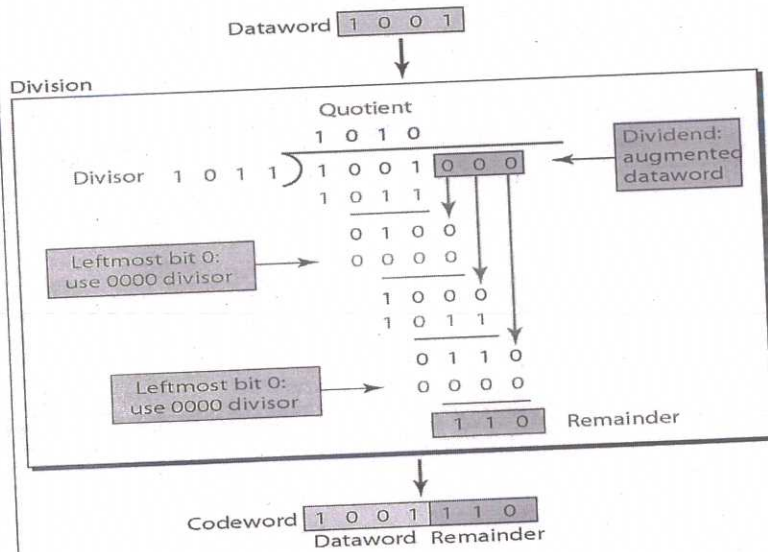 Dataword 1 0 0 1
Division
Quotient
1 0 1 0
Divisor 1 0 1 1 1 0 0 1 0 0 0
Dividend:
augmented
dataword
1 0 1 1
0 1 0 0
Leftmost bit 0:
use 0000 divisor
0 0 0 0
1 0 0 0
1 0 1 1
0 1 1 0
Leftmost bit 0:
use 0000 divisor
0 0 0 0
1 1 0 Remainder
Codeword 1 0 0 1 1 1 0
Dataword Remainder